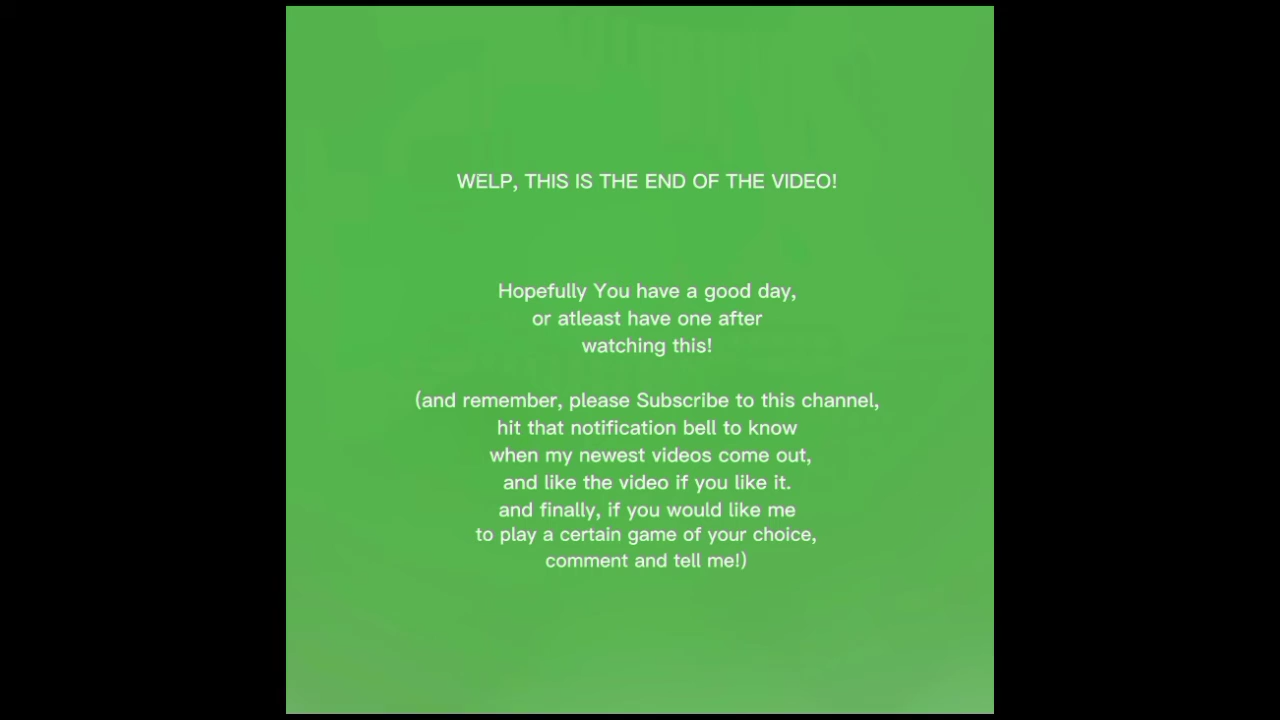 WELP, THIS IS THE END OF THE VIDEO!
Hopefully You have a good day,
or atleast have one after
watching this!
(and remember, please Subscribe to this channel,
hit that notification bell to know
when my newest videos come out,
and like the video if you like it.
and finally, if you would like me
to play a certain game of your choice,
comment and tell me!)